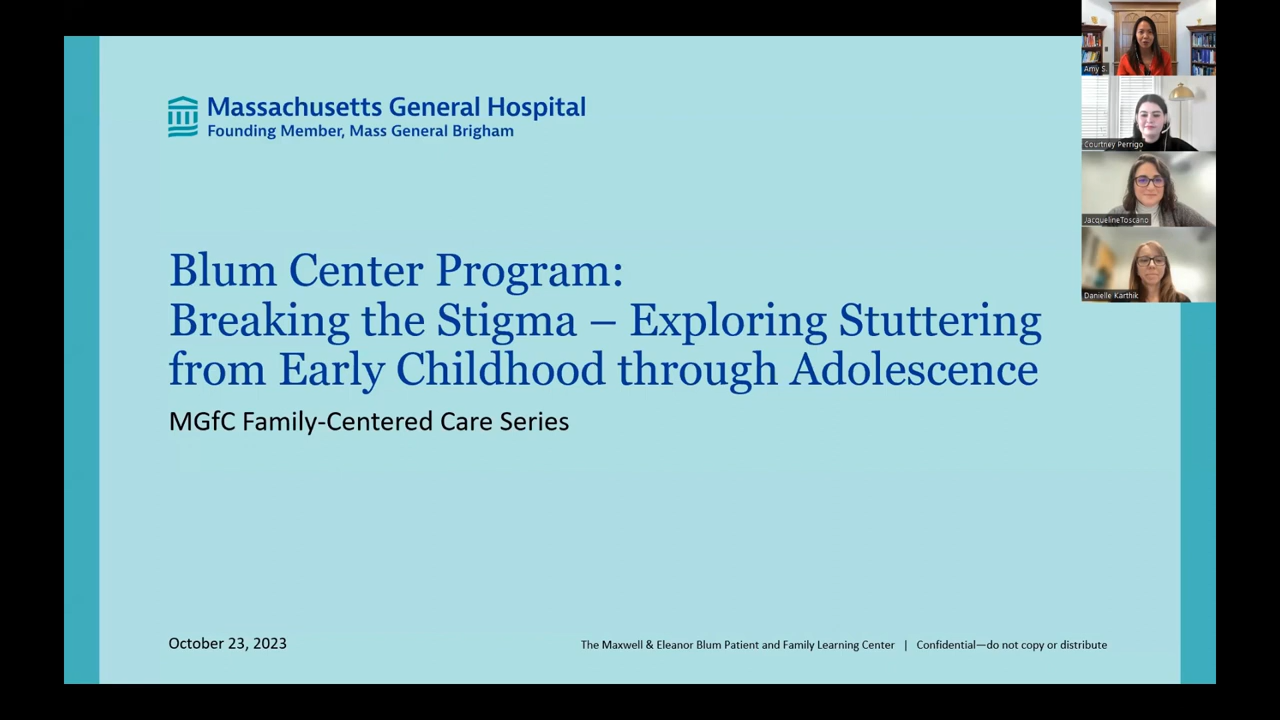 Massachusetts General Hospital
Founding Member, Mass General Brigham
Blum Center Program:
Breaking the Stigma – Exploring Stuttering
from Early Childhood through Adolescence
MGfC Family-Centered Care Series
October 23, 2023
The Maxwell & Eleanor Blum Patient and Family Learning Center | Confidential—do not copy or distribute
Amy S.
Courtney Perrigo
JacquelineToscano
Danielle Karthik